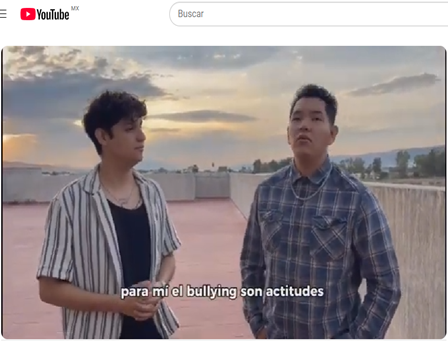 YouTube MX
Buscar
para mí el bullying son actitudes